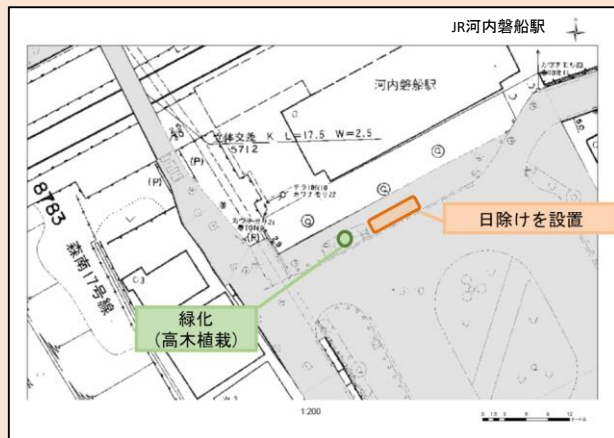 JR河内磐船駅
河内磐船駅
立体交差 K L=17.5 W=2.5
5712
(P)
(P)
8783
森南17号線
(R)
日除けを設置
緑化
(高木植栽)
1:200